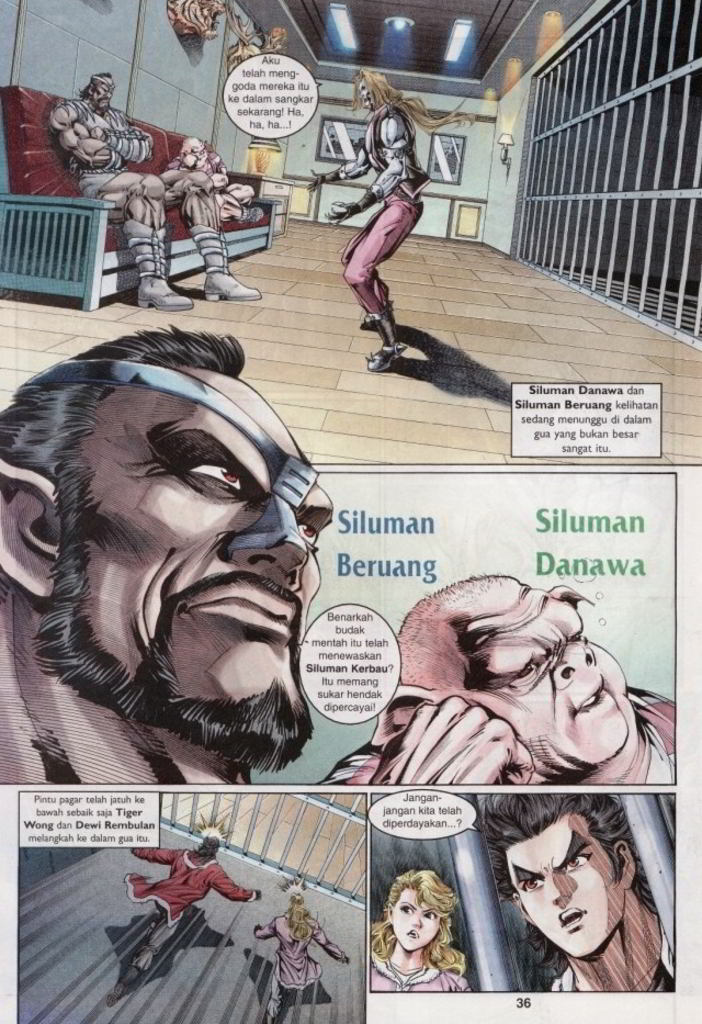 Aku
telah meng-
goda mereka itu
ke dalam sangkar
sekarang! Ha,
ha, ha...!
Siluman Danawa dan
Siluman Beruang kelihatan
sedang menunggu di dalam
gua yang bukan besar
sangat itu.
Siluman
Beruang
Siluman
Danawa
Benarkah
budak
mentah itu telah
menewaskan
Siluman Kerbau?
Itu memang
sukar hendak
dipercayai!
Pintu pagar telah jatuh ke
bawah sebaik saja Tiger
Wong dan Dewi Rembulan
melangkah ke dalam gua itu.
Jangan-
jangan kita telah
diperdayakan...?
36